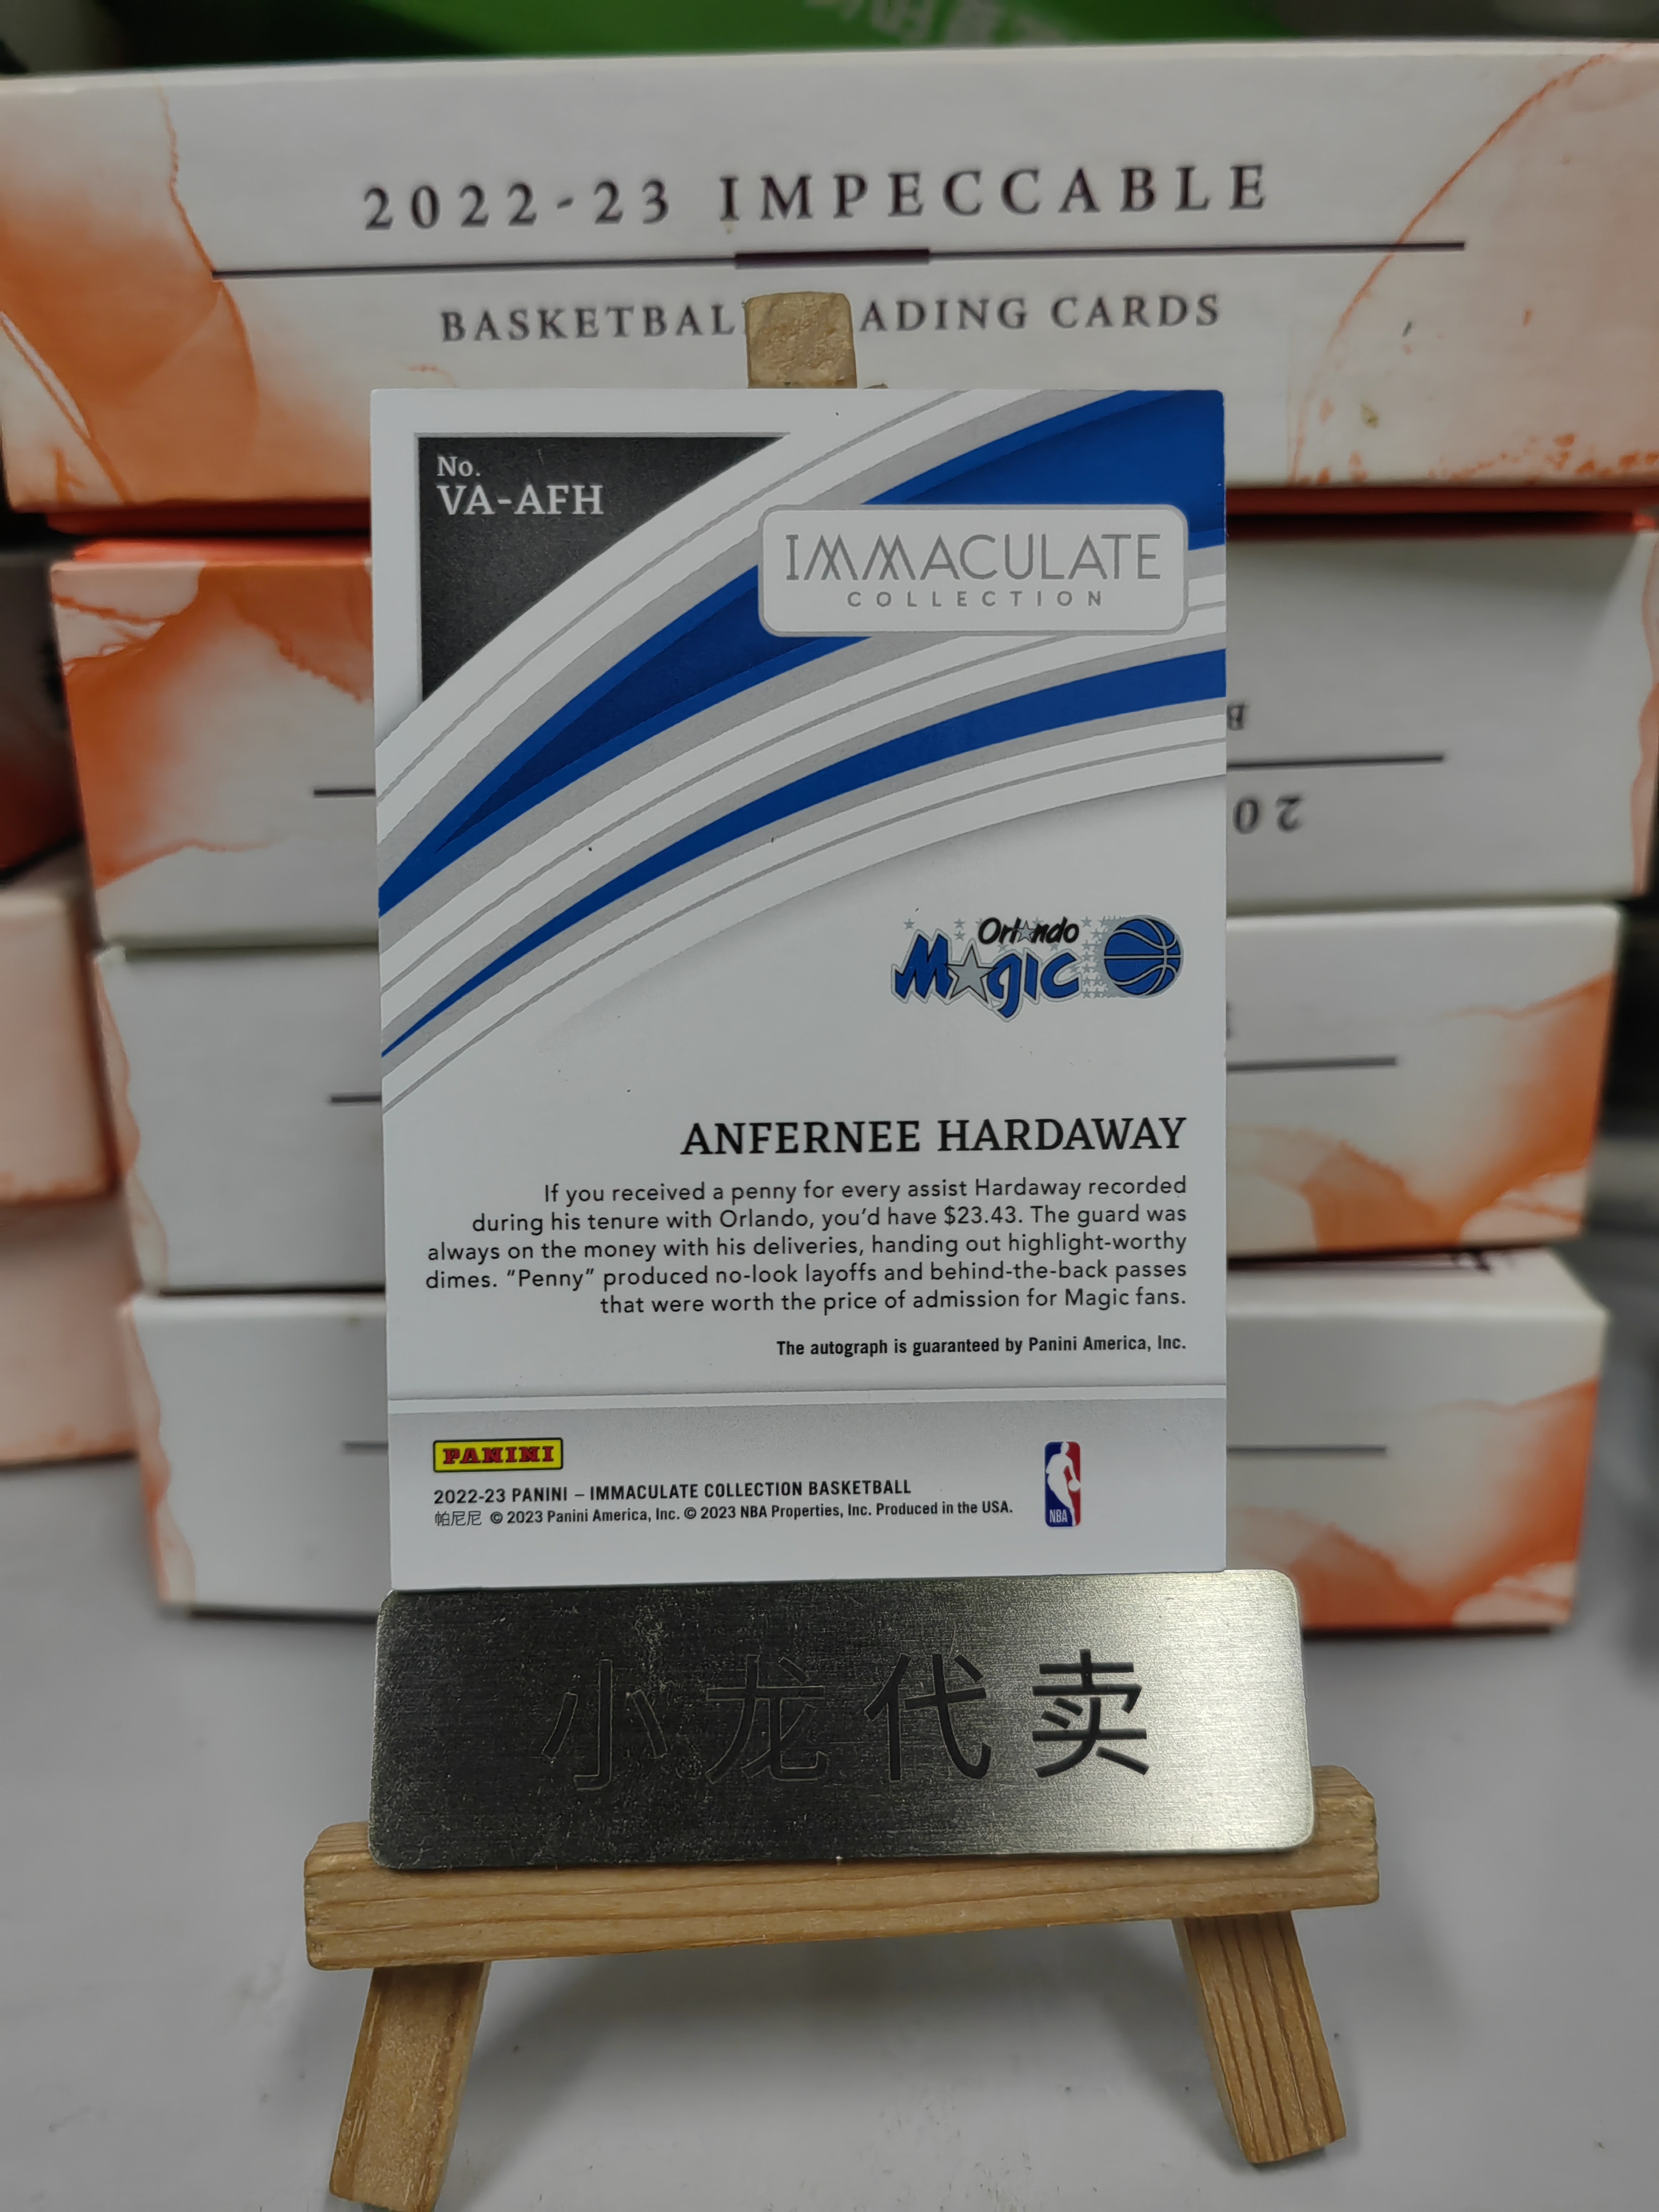 2022-23 IMPECCABLE
BASKETBAL ADING CARDS
No.
VA-AFH
IMMACULATE
COLLECTION
B
20
Orlando
Magic
ANFERNEE HARDAWAY
If you received a penny for every assist Hardaway recorded
during his tenure with Orlando, you'd have $23.43. The guard was
always on the money with his deliveries, handing out highlight-worthy
dimes. “Penny” produced no-look layoffs and behind-the-back passes
that were worth the price of admission for Magic fans.
The autograph is guaranteed by Panini America, Inc.
PANINI
2022-23 PANINI – IMMACULATE COLLECTION BASKETBALL
帕尼尼 © 2023 Panini America, Inc. © 2023 NBA Properties, Inc. Produced in the USA.
NBA
小龙代卖